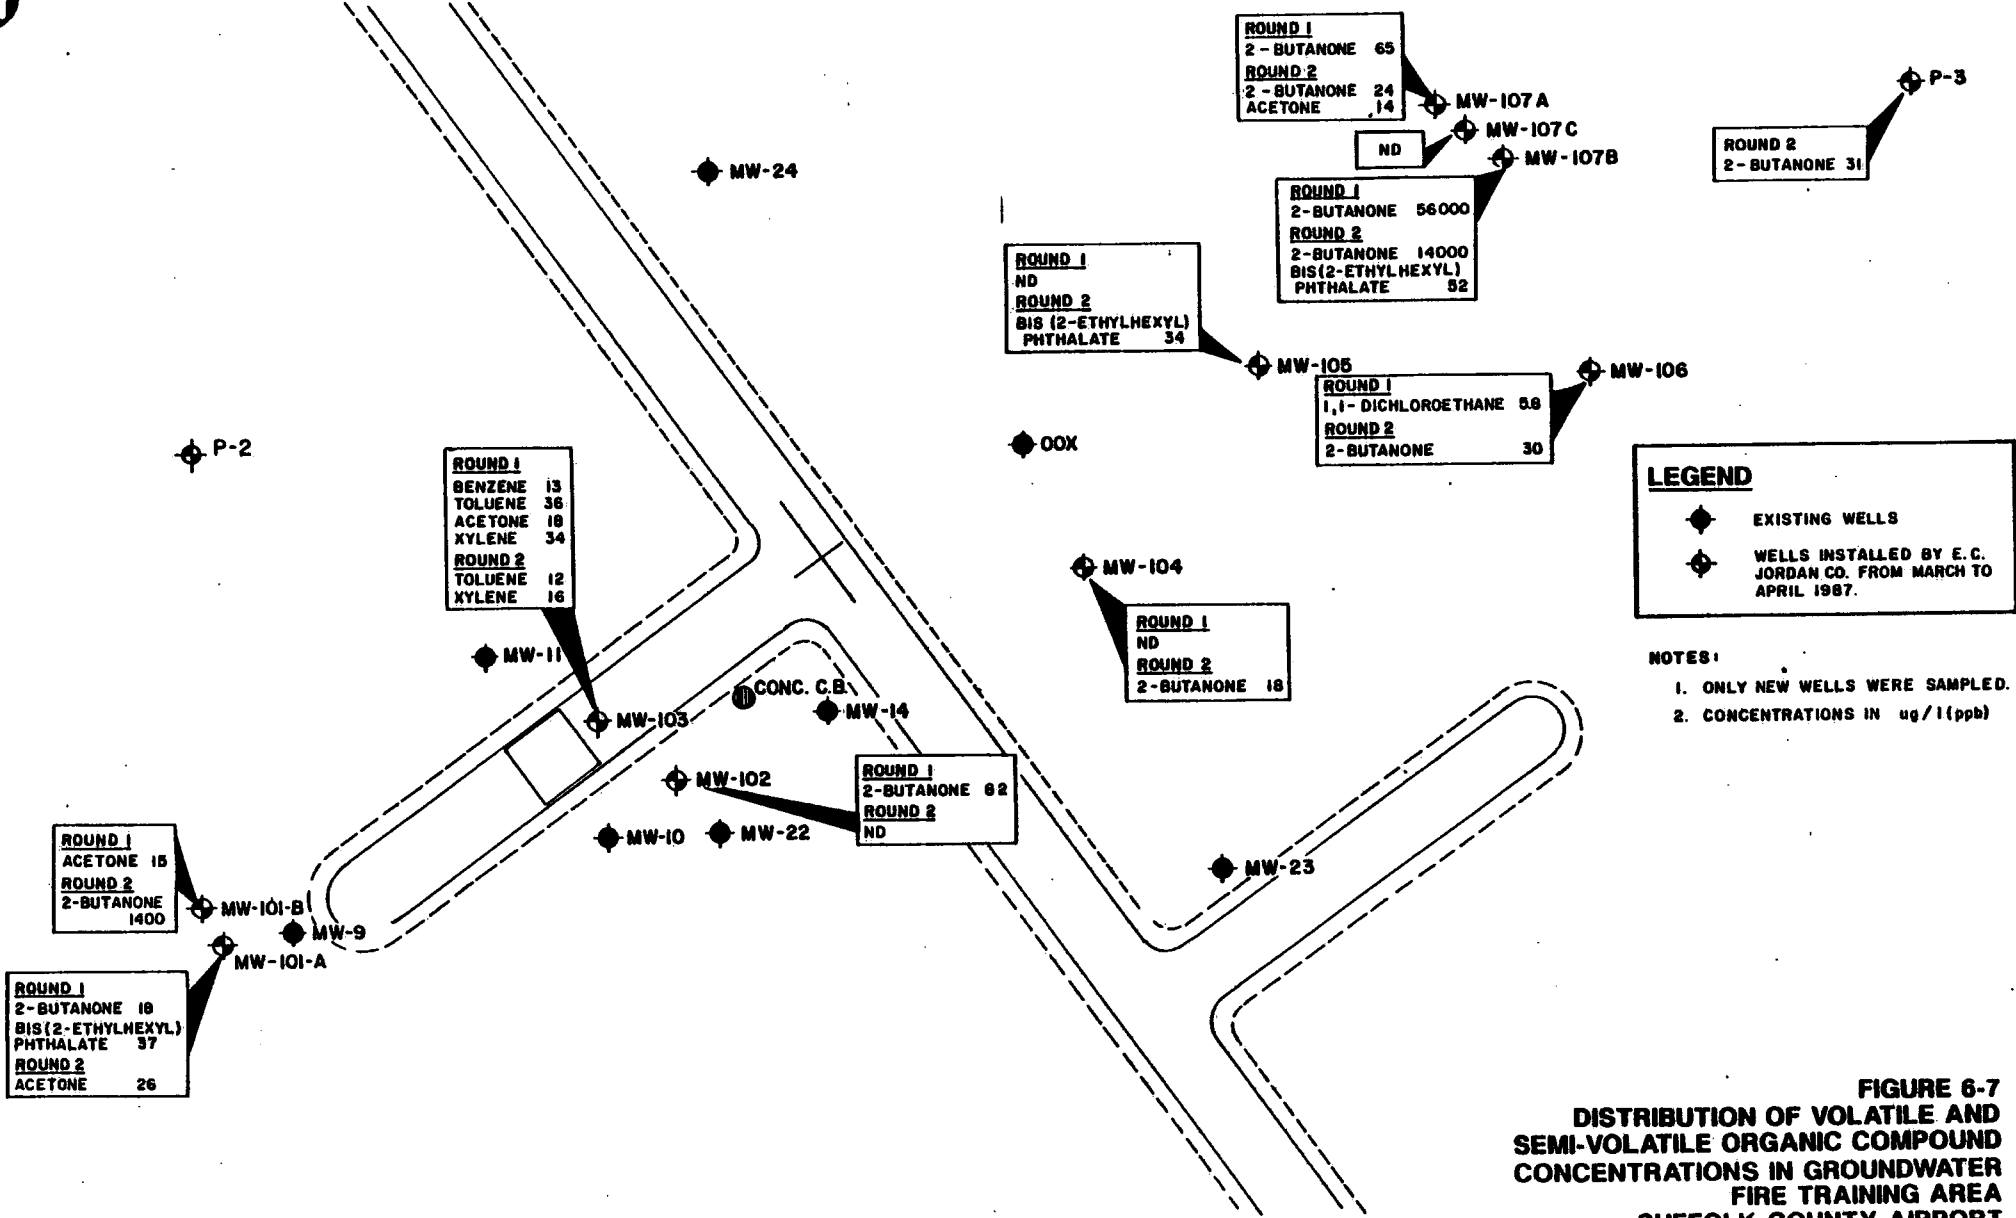 ROUND 1
2-BUTANONE 65
ROUND 2
2-BUTANONE 24
ACETONE 14
MW-107A
MW-107C
ND
MW-107B
P-3
ROUND 2
2-BUTANONE 31
MW-24
ROUND 1
2-BUTANONE 56000
ROUND 2
2-BUTANONE 14000
BIS(2-ETHYLHEXYL)
PHTHALATE 52
ROUND 1
ND
ROUND 2
BIS (2-ETHYLHEXYL)
PHTHALATE 34
MW-105
MW-106
ROUND 1
1,1-DICHLOROETHANE 5.8
ROUND 2
2-BUTANONE 30
OOX
P-2
ROUND 1
BENZENE 13
TOLUENE 36
ACETONE 18
XYLENE 34
ROUND 2
TOLUENE 12
XYLENE 16
LEGEND
EXISTING WELLS
WELLS INSTALLED BY E.C.
JORDAN CO. FROM MARCH TO
APRIL 1987.
MW-104
ROUND 1
ND
ROUND 2
2-BUTANONE 18
NOTES:
1. ONLY NEW WELLS WERE SAMPLED.
2. CONCENTRATIONS IN ug/l(ppb)
MW-11
CONC. C.B.
MW-14
MW-103
MW-102
ROUND 1
2-BUTANONE 62
ROUND 2
ND
MW-10
MW-22
MW-23
ROUND 1
ACETONE 15
ROUND 2
2-BUTANONE
1400
MW-101-B
MW-9
MW-101-A
ROUND 1
2-BUTANONE 18
BIS(2-ETHYLHEXYL)
PHTHALATE 37
ROUND 2
ACETONE 26
FIGURE 6-7
DISTRIBUTION OF VOLATILE AND
SEMI-VOLATILE ORGANIC COMPOUND
CONCENTRATIONS IN GROUNDWATER
FIRE TRAINING AREA
SUFFOLK COUNTY AIRPORT